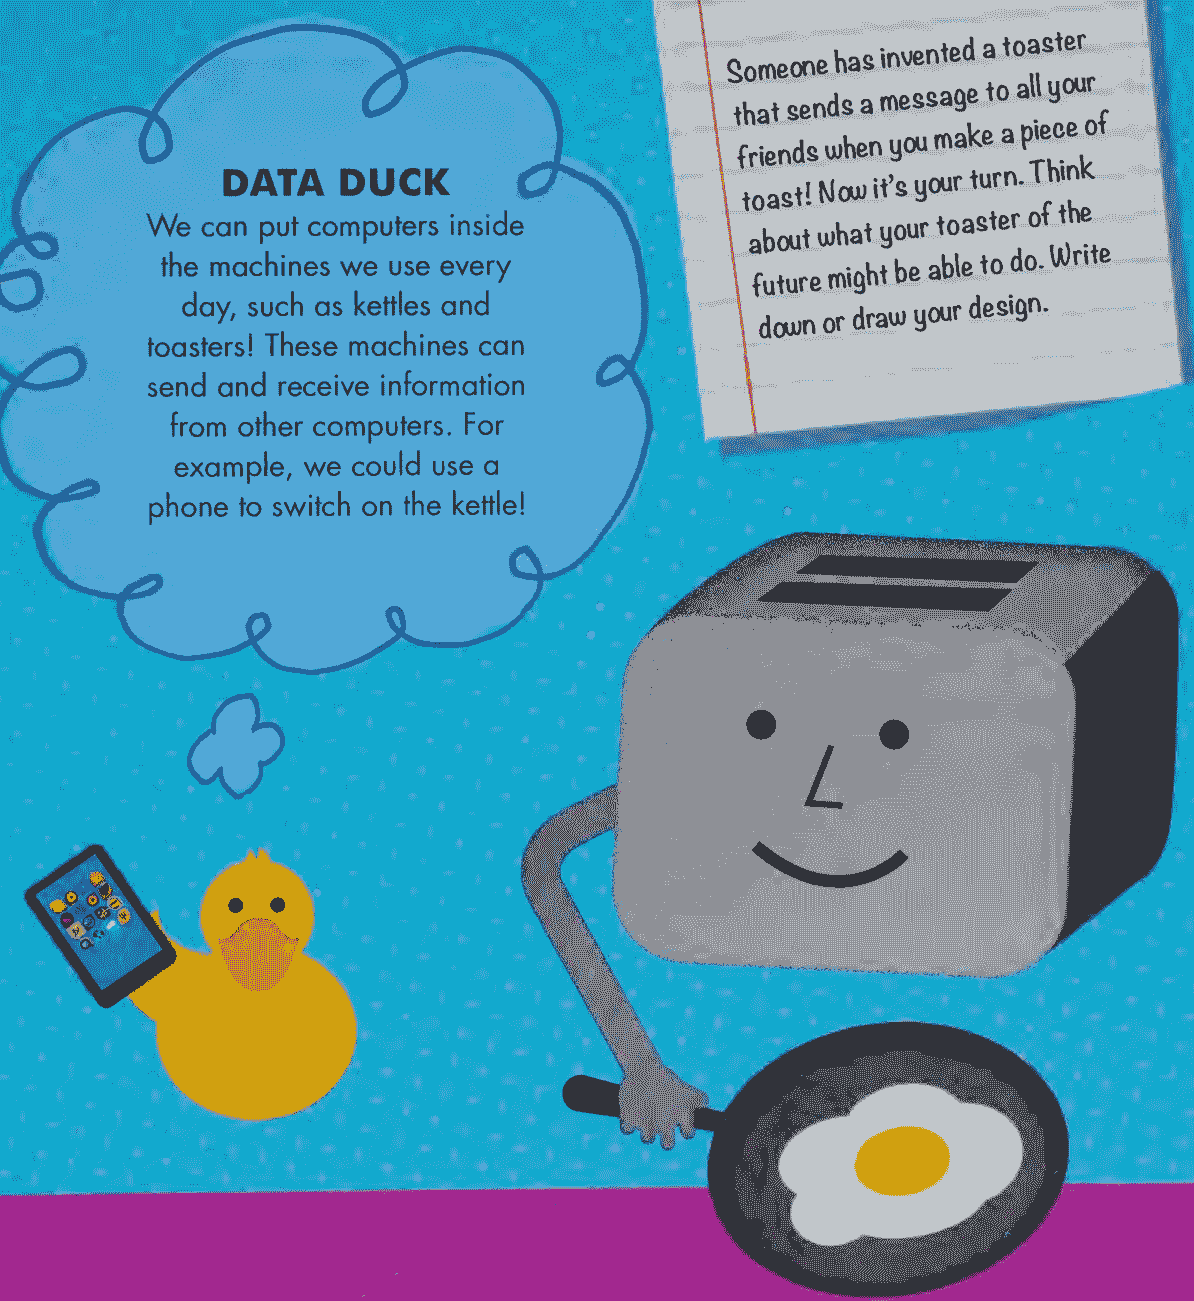 DATA DUCK
We can put computers inside
the machines we use every
day, such as kettles and
toasters! These machines can
send and receive information
from other computers. For
example, we could use a
phone to switch on the kettle!
Someone has invented a toaster
that sends a message to all your
friends when you make a piece of
toast! Now it's your turn. Think
about what your toaster of the
future might be able to do. Write
down or draw your design.